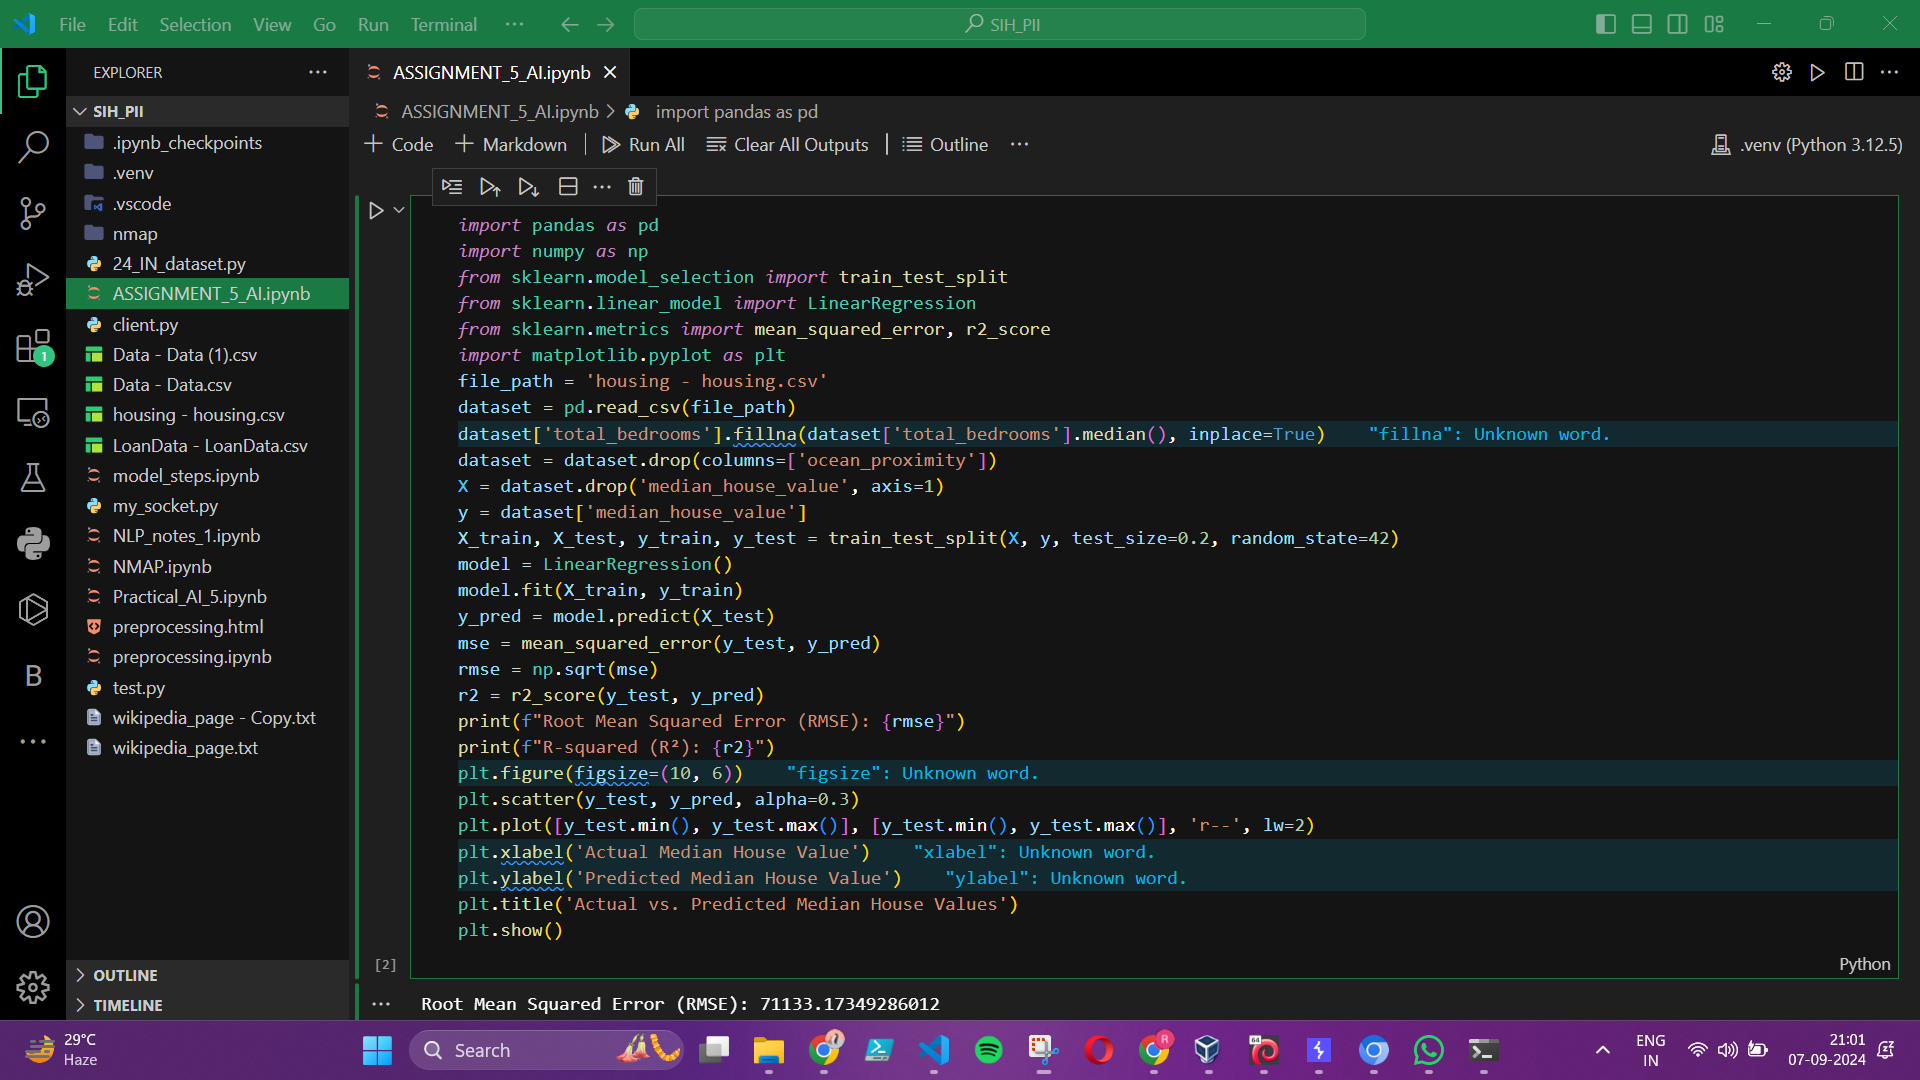 File Edit Selection View Go Run Terminal ··· SIH_PII
EXPLORER ···
SIH_PII
.ipynb_checkpoints
.venv
.vscode
nmap
24_IN_dataset.py
ASSIGNMENT_5_AI.ipynb
client.py
Data - Data (1).csv
Data - Data.csv
housing - housing.csv
LoanData - LoanData.csv
model_steps.ipynb
my_socket.py
NLP_notes_1.ipynb
NMAP.ipynb
Practical_AI_5.ipynb
preprocessing.html
preprocessing.ipynb
test.py
wikipedia_page - Copy.txt
wikipedia_page.txt
OUTLINE
TIMELINE
1
B
ASSIGNMENT_5_AI.ipynb
ASSIGNMENT_5_AI.ipynb > import pandas as pd
+ Code + Markdown Run All Clear All Outputs Outline ··· .venv (Python 3.12.5)
import pandas as pd
import numpy as np
from sklearn.model_selection import train_test_split
from sklearn.linear_model import LinearRegression
from sklearn.metrics import mean_squared_error, r2_score
import matplotlib.pyplot as plt
file_path = 'housing - housing.csv'
dataset = pd.read_csv(file_path)
dataset['total_bedrooms'].fillna(dataset['total_bedrooms'].median(), inplace=True) "fillna": Unknown word.
dataset = dataset.drop(columns=['ocean_proximity'])
X = dataset.drop('median_house_value', axis=1)
y = dataset['median_house_value']
X_train, X_test, y_train, y_test = train_test_split(X, y, test_size=0.2, random_state=42)
model = LinearRegression()
model.fit(X_train, y_train)
y_pred = model.predict(X_test)
mse = mean_squared_error(y_test, y_pred)
rmse = np.sqrt(mse)
r2 = r2_score(y_test, y_pred)
print(f"Root Mean Squared Error (RMSE): {rmse}")
print(f"R-squared (R²): {r2}")
plt.figure(figsize=(10, 6)) "figsize": Unknown word.
plt.scatter(y_test, y_pred, alpha=0.3)
plt.plot([y_test.min(), y_test.max()], [y_test.min(), y_test.max()], 'r--', lw=2)
plt.xlabel('Actual Median House Value') "xlabel": Unknown word.
plt.ylabel('Predicted Median House Value') "ylabel": Unknown word.
plt.title('Actual vs. Predicted Median House Values')
plt.show()
[2] Python
Root Mean Squared Error (RMSE): 71133.17349286012
29°C
Haze
Search
R
64
ENG
IN
21:01
07-09-2024